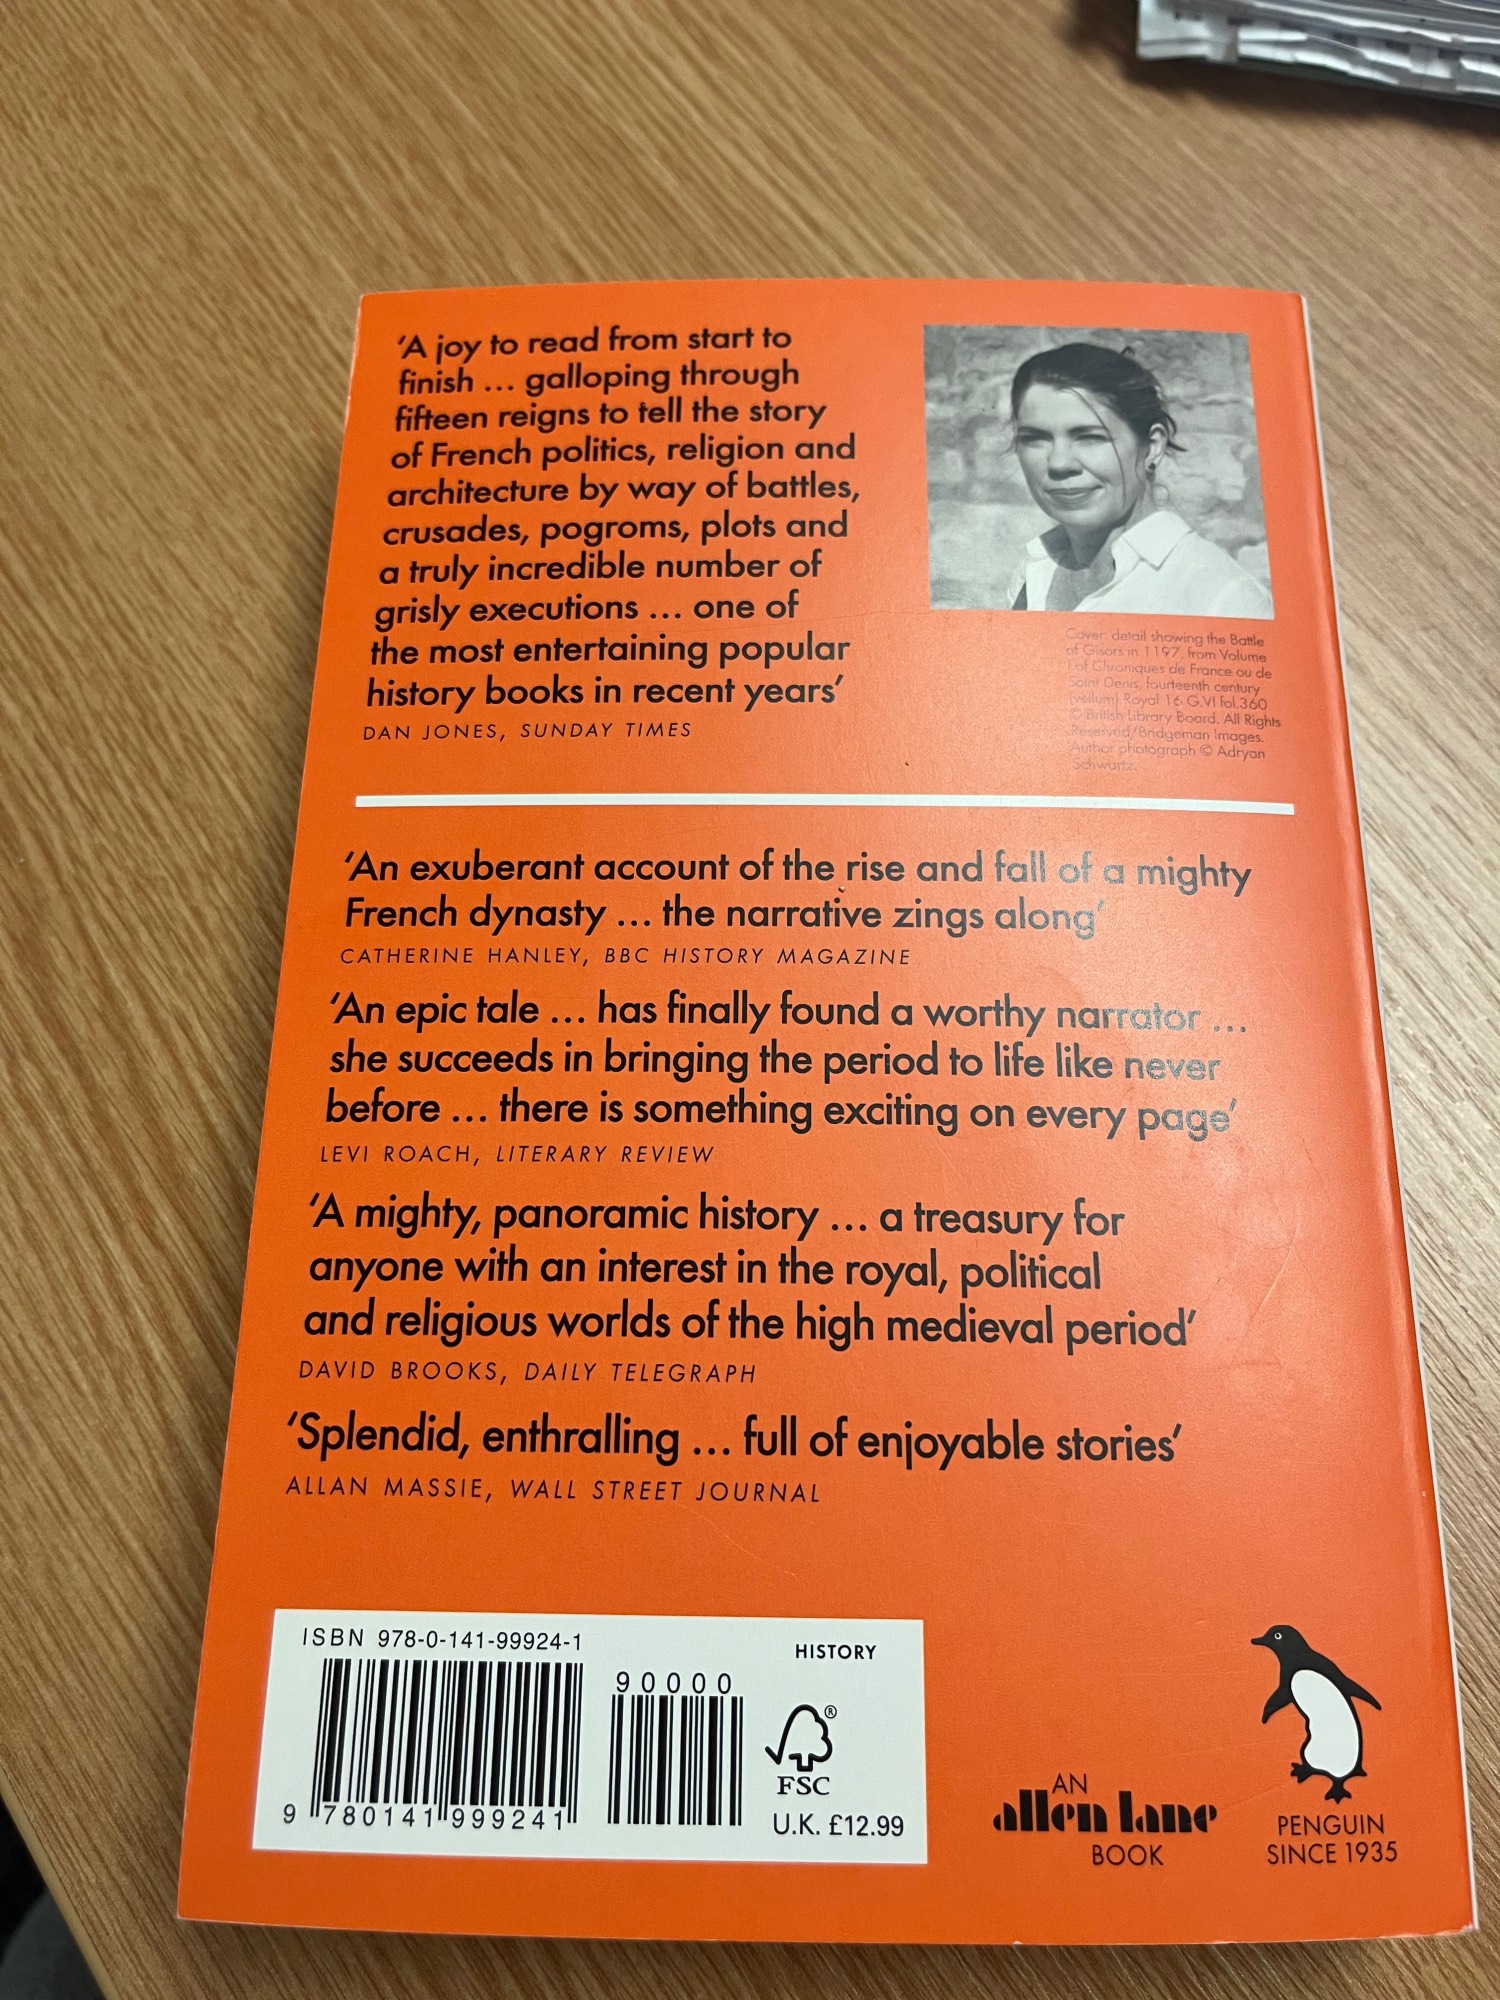 ‘A joy to read from start to
finish ... galloping through
fifteen reigns to tell the story
of French politics, religion and
architecture by way of battles,
crusades, pogroms, plots and
a truly incredible number of
grisly executions ... one of
the most entertaining popular
history books in recent years’
DAN JONES, SUNDAY TIMES
Cover: detail showing the Battle
of Gisors in 1197, from Volume
I of Chroniques de France ou de
Saint Denis, fourteenth century
(vellum) Royal 16 G.VI fol.360
© British Library Board. All Rights
Reserved/Bridgeman Images.
Author photograph © Adryan
Schwartz.
‘An exuberant account of the rise and fall of a mighty
French dynasty ... the narrative zings along’
CATHERINE HANLEY, BBC HISTORY MAGAZINE
‘An epic tale ... has finally found a worthy narrator ...
she succeeds in bringing the period to life like never
before ... there is something exciting on every page’
LEVI ROACH, LITERARY REVIEW
‘A mighty, panoramic history ... a treasury for
anyone with an interest in the royal, political
and religious worlds of the high medieval period’
DAVID BROOKS, DAILY TELEGRAPH
‘Splendid, enthralling ... full of enjoyable stories’
ALLAN MASSIE, WALL STREET JOURNAL
ISBN 978-0-141-99924-1
HISTORY
90000
9 780141 999241
®
FSC
U.K. £12.99
AN
allen lane
BOOK
PENGUIN
SINCE 1935